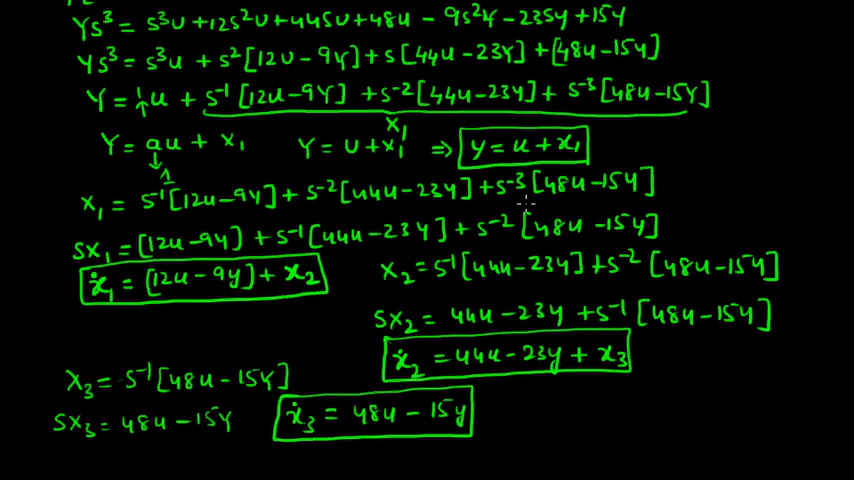 Ys³ = s³U + 12s²U + 44sU + 48u - 9s²Y - 23sy + 15y
Ys³ = s³u + s²[12U - 9Y] + s[44u - 23Y] + [48u - 15Y]
Y = 1u + s⁻¹[12u - 9Y] + s⁻²[44u - 23Y] + s⁻³[48u - 15Y]
X₁
Y = au + X₁ Y = U + X₁ ⇒ y = u + x₁
1
X₁ = s⁻¹[12u - 9Y] + s⁻²[44u - 23Y] + s⁻³[48u - 15Y]
SX₁ = [12u - 9Y] + s⁻¹[44u - 23Y] + s⁻²[48u - 15Y]
ẋ₁ = [12u - 9y] + x₂
X₂ = s⁻¹[44u - 23Y] + s⁻²[48u - 15Y]
SX₂ = 44u - 23Y + s⁻¹[48u - 15Y]
ẋ₂ = 44u - 23y + x₃
X₃ = s⁻¹[48u - 15Y]
SX₃ = 48u - 15Y ẋ₃ = 48u - 15y